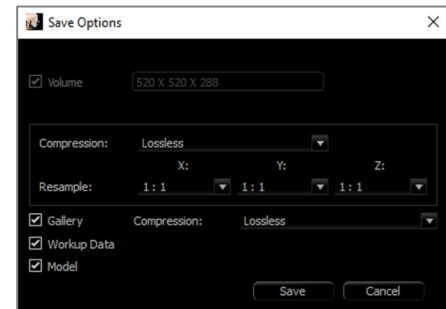 Save Options
Volume 520 X 520 X 288
Compression: Lossless
X: Y: Z:
Resample: 1 : 1 1 : 1 1 : 1
Gallery Compression: Lossless
Workup Data
Model
Save Cancel